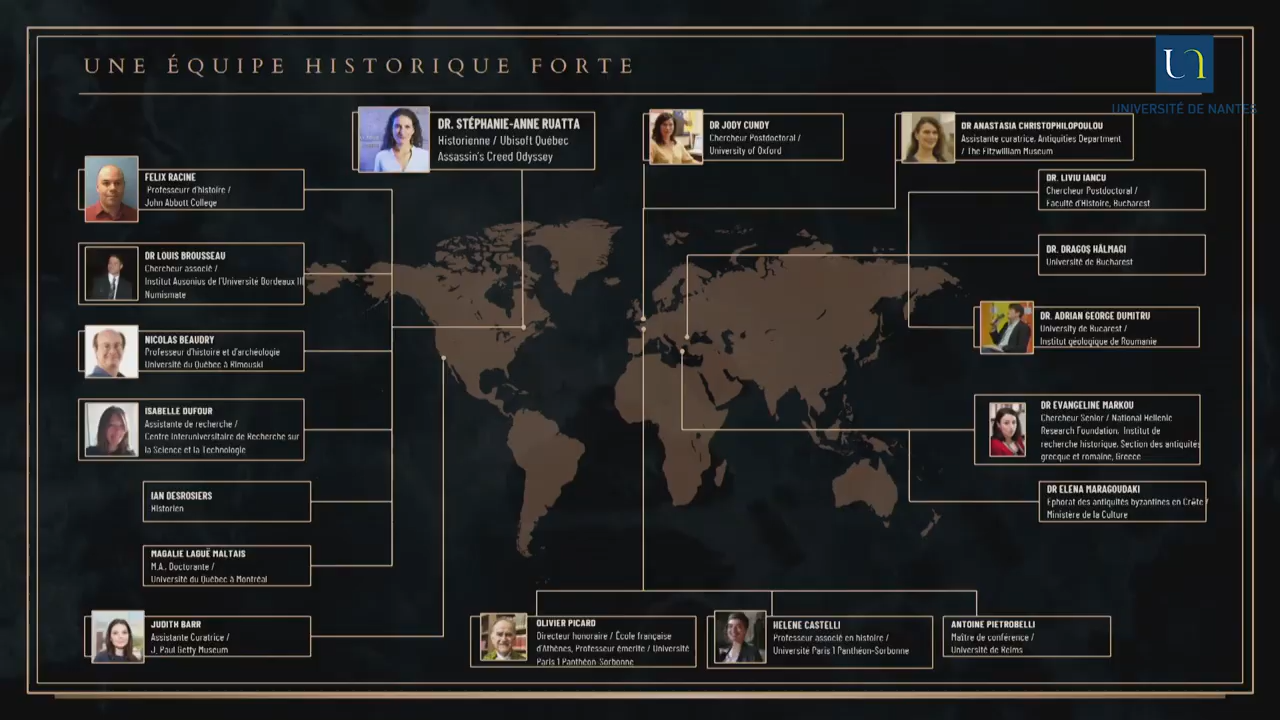 UNE ÉQUIPE HISTORIQUE FORTE
UNIVERSITÉ DE NANTES
DR. STÉPHANIE-ANNE RUATTA
Historienne / Ubisoft Québec
Assassin's Creed Odyssey
DR JODY CUNDY
Chercheur Postdoctoral /
University of Oxford
DR ANASTASIA CHRISTOPHILOPOULOU
Assistante curatrice, Antiquities Department
/ The Fitzwilliam Museum
FELIX RACINE
Professeurr d'histoire /
John Abbott College
DR LOUIS BROUSSEAU
Chercheur associé /
Institut Ausonius de l'Université Bordeaux III
Numismate
NICOLAS BEAUDRY
Professeur d'histoire et d'archéologie
Université du Québec à Rimouski
ISABELLE DUFOUR
Assistante de recherche /
Centre Interuniversitaire de Recherche sur
la Science et la Technologie
IAN DESROSIERS
Historien
MAGALIE LAGUË MALTAIS
M.A., Doctorante /
Université du Québec à Montréal
JUDITH BARR
Assistante Curatrice /
J. Paul Getty Museum
DR. LIVIU IANCU
Chercheur Postdoctoral /
Faculté d'Histoire, Bucharest
DR. DRAGOȘ HĂLMAGI
Université de Bucharest
DR. ADRIAN GEORGE DUMITRU
University de Bucarest /
Institut géologique de Roumanie
DR EVANGELINE MARKOU
Chercheur Senior / National Hellenic
Research Foundation, Institut de
recherche historique, Section des antiquités
grecque et romaine, Greece
DR ELENA MARAGOUDAKI
Ephorat des antiquités byzantines en Crète /
Ministère de la Culture
OLIVIER PICARD
Directeur honoraire / École française
d'Athènes, Professeur émerite / Université
Paris 1 Panthéon-Sorbonne
HELENE CASTELLI
Professeur associé en histoire /
Université Paris 1 Panthéon-Sorbonne
ANTOINE PIETROBELLI
Maître de conférence /
Université de Reims